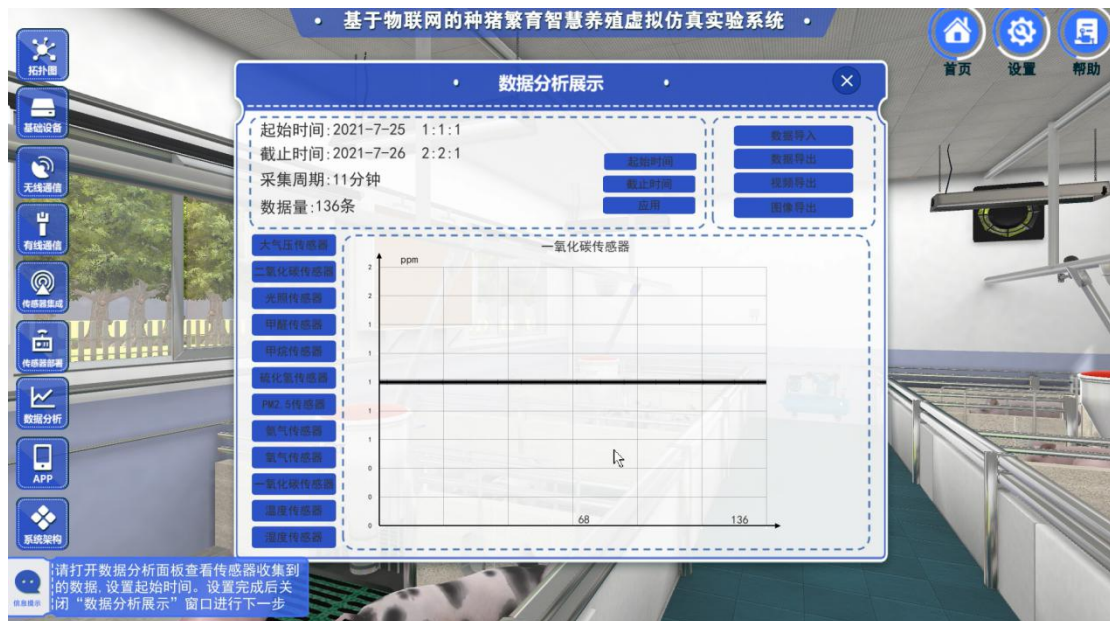 • 基于物联网的种猪繁育智慧养殖虚拟仿真实验系统 •
首页
设置
帮助
拓扑图
基础设备
无线通信
有线通信
传感器集成
传感器部署
数据分析
APP
系统架构
• 数据分析展示 •
起始时间:2021-7-25 1:1:1
截止时间:2021-7-26 2:2:1
采集周期:11分钟
数据量:136条
起始时间
截止时间
应用
数据导入
数据导出
视频导出
图像导出
大气压传感器
二氧化碳传感器
光照传感器
甲醛传感器
甲烷传感器
硫化氢传感器
PM2.5传感器
一氧化碳传感器
温度传感器
湿度传感器
一氧化碳传感器
ppm
2
2
1
1
1
1
1
0
0
0
68
136
信息提示
请打开数据分析面板查看传感器收集到
的数据.设置起始时间。设置完成后关
闭“数据分析展示”窗口进行下一步